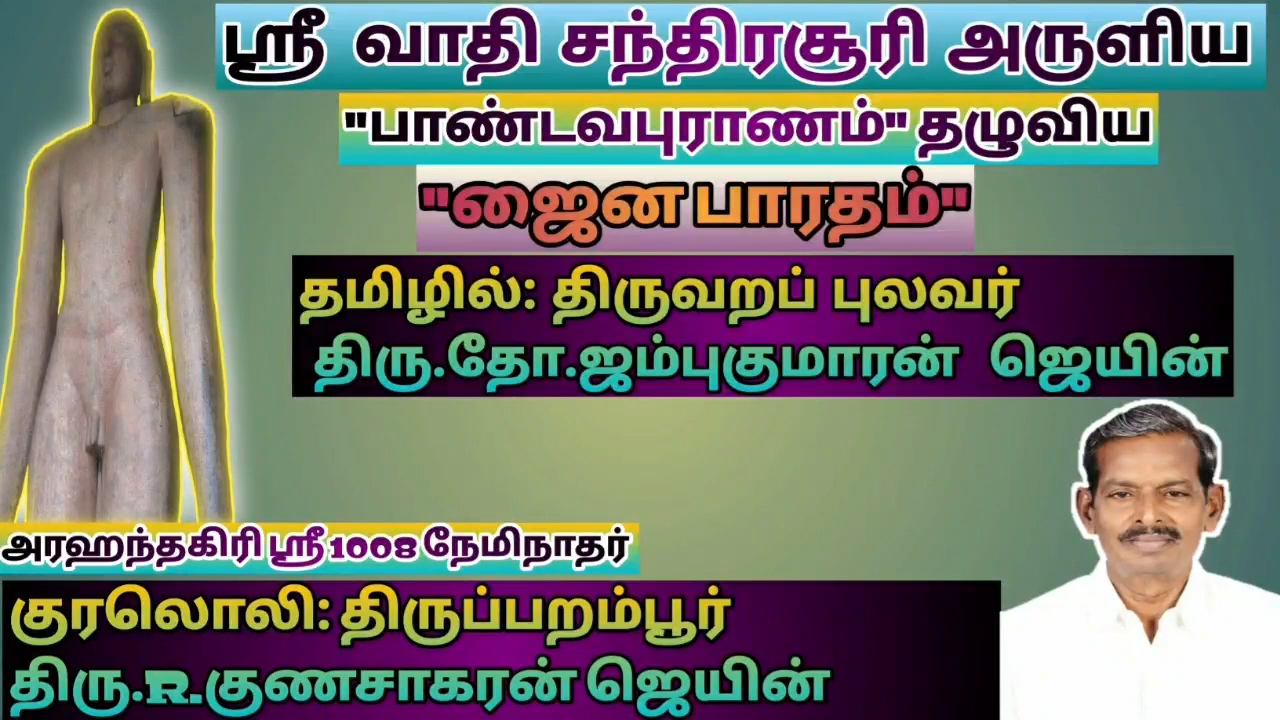 ஸ்ரீ வாதி சந்திரசூரி அருளிய
"பாண்டவபுராணம்" தழுவிய
"ஜைன பாரதம்"
தமிழில்: திருவறப் புலவர்
திரு.தோ.ஜம்புகுமாரன் ஜெயின்
அரஹந்தகிரி ஸ்ரீ 1008 நேமிநாதர்
குரலொலி: திருப்பறம்பூர்
திரு.R.குணசாகரன் ஜெயின்